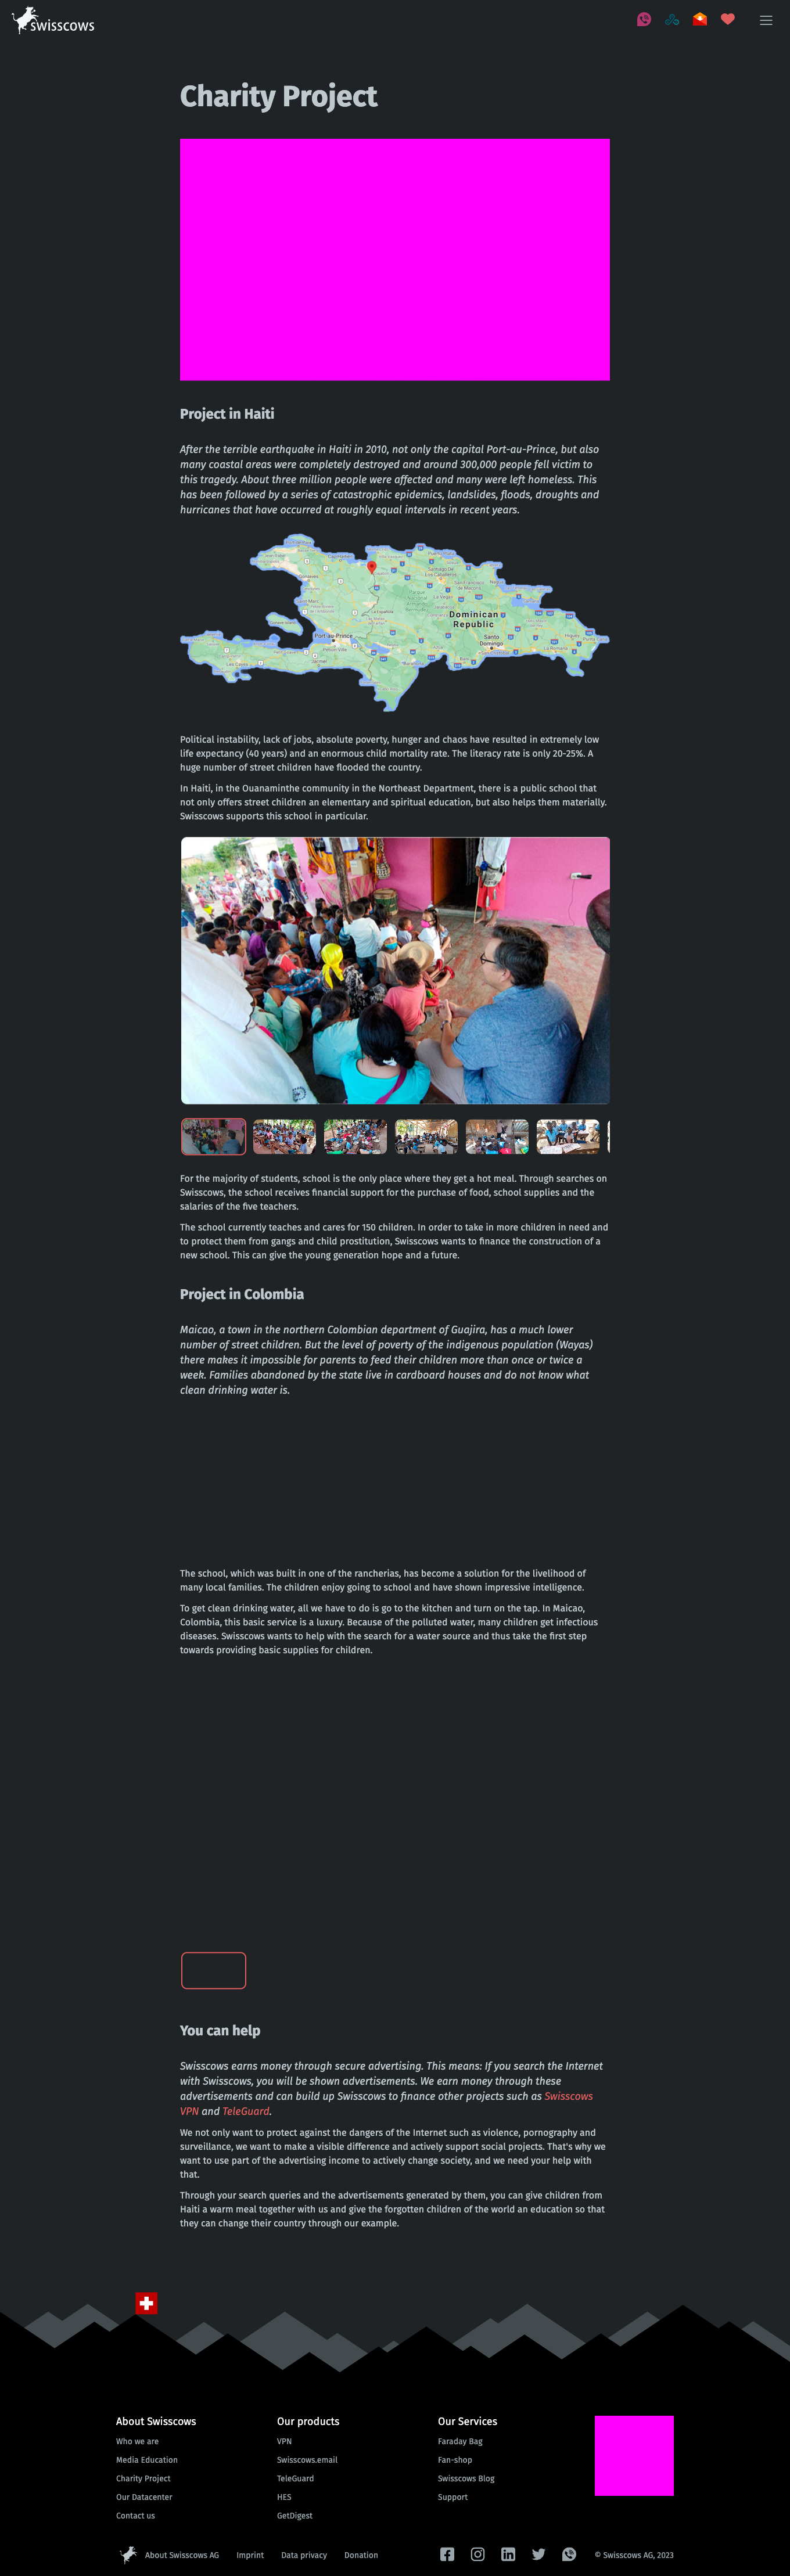 swisscows
Charity Project
Project in Haiti
After the terrible earthquake in Haiti in 2010, not only the capital Port-au-Prince, but also
many coastal areas were completely destroyed and around 300,000 people fell victim to
this tragedy. About three million people were affected and many were left homeless. This
has been followed by a series of catastrophic epidemics, landslides, floods, droughts and
hurricanes that have occurred at roughly equal intervals in recent years.
Dominican
Republic
Port-au-Prince
Santo
Domingo
Political instability, lack of jobs, absolute poverty, hunger and chaos have resulted in extremely low
life expectancy (40 years) and an enormous child mortality rate. The literacy rate is only 20-25%. A
huge number of street children have flooded the country.
In Haiti, in the Ouanaminthe community in the Northeast Department, there is a public school that
not only offers street children an elementary and spiritual education, but also helps them materially.
Swisscows supports this school in particular.
For the majority of students, school is the only place where they get a hot meal. Through searches on
Swisscows, the school receives financial support for the purchase of food, school supplies and the
salaries of the five teachers.
The school currently teaches and cares for 150 children. In order to take in more children in need and
to protect them from gangs and child prostitution, Swisscows wants to finance the construction of a
new school. This can give the young generation hope and a future.
Project in Colombia
Maicao, a town in the northern Colombian department of Guajira, has a much lower
number of street children. But the level of poverty of the indigenous population (Wayas)
there makes it impossible for parents to feed their children more than once or twice a
week. Families abandoned by the state live in cardboard houses and do not know what
clean drinking water is.
The school, which was built in one of the rancherias, has become a solution for the livelihood of
many local families. The children enjoy going to school and have shown impressive intelligence.
To get clean drinking water, all we have to do is go to the kitchen and turn on the tap. In Maicao,
Colombia, this basic service is a luxury. Because of the polluted water, many children get infectious
diseases. Swisscows wants to help with the search for a water source and thus take the first step
towards providing basic supplies for children.
You can help
Swisscows earns money through secure advertising. This means: If you search the Internet
with Swisscows, you will be shown advertisements. We earn money through these
advertisements and can build up Swisscows to finance other projects such as Swisscows
VPN and TeleGuard.
We not only want to protect against the dangers of the Internet such as violence, pornography and
surveillance, we want to make a visible difference and actively support social projects. That's why we
want to use part of the advertising income to actively change society, and we need your help with
that.
Through your search queries and the advertisements generated by them, you can give children from
Haiti a warm meal together with us and give the forgotten children of the world an education so that
they can change their country through our example.
About Swisscows
Who we are
Media Education
Charity Project
Our Datacenter
Contact us
Our products
VPN
Swisscows.email
TeleGuard
HES
GetDigest
Our Services
Faraday Bag
Fan-shop
Swisscows Blog
Support
About Swisscows AG
Imprint
Data privacy
Donation
© Swisscows AG, 2023